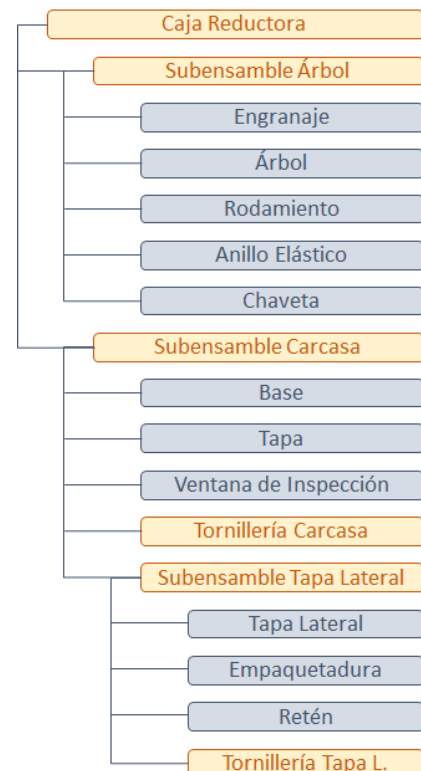 Caja Reductora
Subensamble Árbol
Engranaje
Árbol
Rodamiento
Anillo Elástico
Chaveta
Subensamble Carcasa
Base
Tapa
Ventana de Inspección
Tornillería Carcasa
Subensamble Tapa Lateral
Tapa Lateral
Empaquetadura
Retén
Tornillería Tapa L.